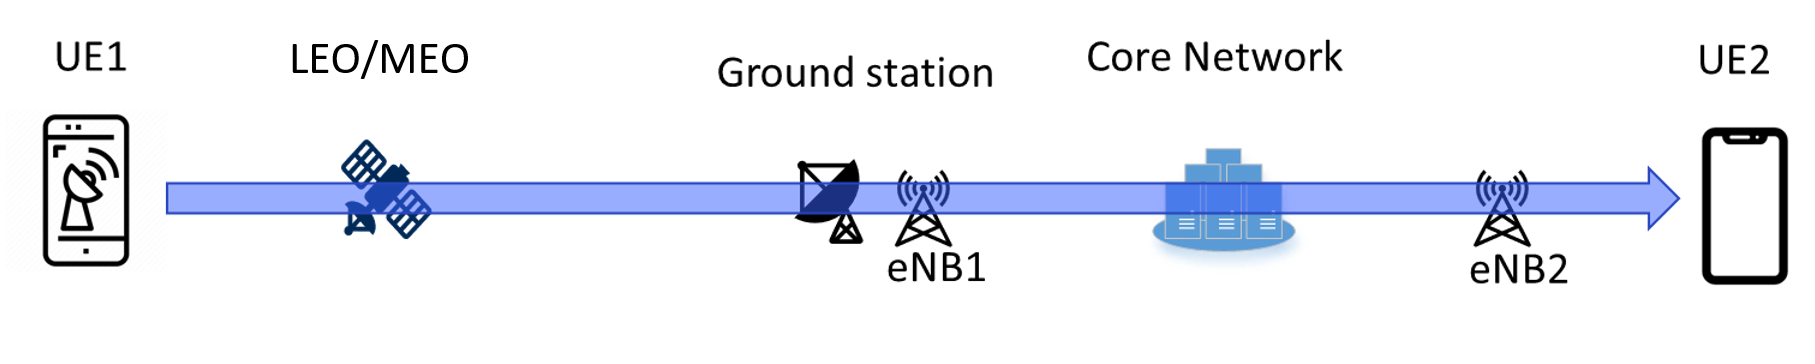 UE1
LEO/MEO
Ground station
Core Network
UE2
eNB1
eNB2